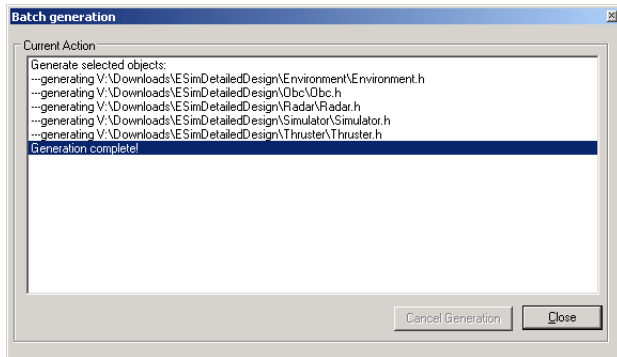 Batch generation
Current Action
Generate selected objects:
---generating V:\Downloads\ESimDetailedDesign\Environment\Environment.h
---generating V:\Downloads\ESimDetailedDesign\Obc\Obc.h
---generating V:\Downloads\ESimDetailedDesign\Radar\Radar.h
---generating V:\Downloads\ESimDetailedDesign\Simulator\Simulator.h
---generating V:\Downloads\ESimDetailedDesign\Thruster\Thruster.h
Generation complete!
Cancel Generation
Close